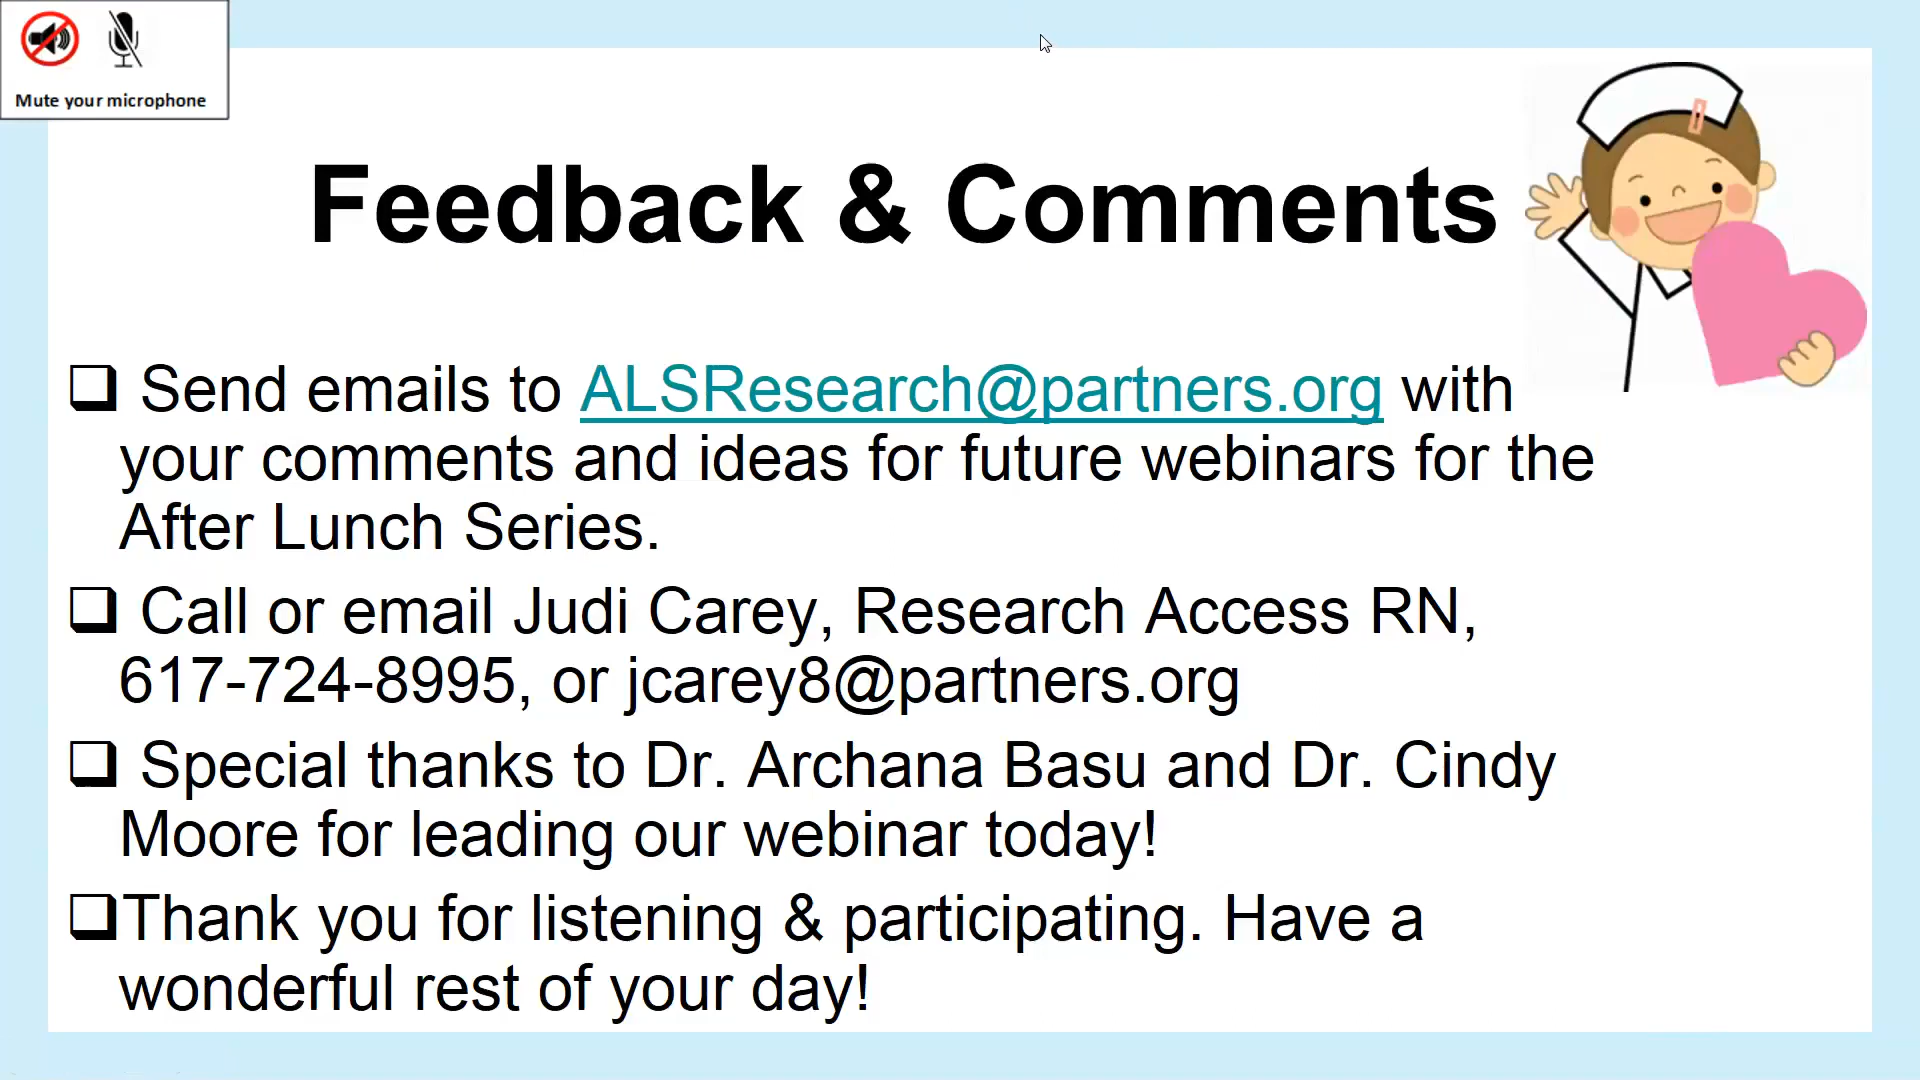 Mute your microphone
Feedback & Comments
❑ Send emails to ALSResearch@partners.org with
your comments and ideas for future webinars for the
After Lunch Series.
❑ Call or email Judi Carey, Research Access RN,
617-724-8995, or jcarey8@partners.org
❑ Special thanks to Dr. Archana Basu and Dr. Cindy
Moore for leading our webinar today!
❑Thank you for listening & participating. Have a
wonderful rest of your day!